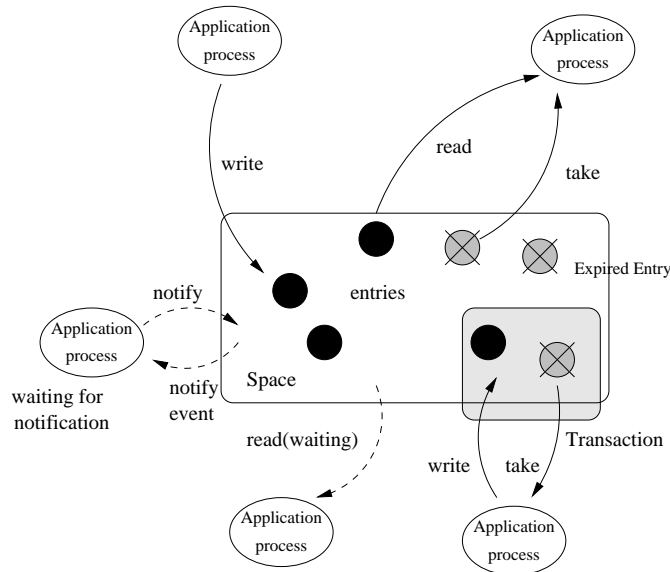 Application
process
Application
process
read
write
take
Expired Entry
entries
notify
Application
process
notify
event
Space
waiting for
notification
read(waiting)
Transaction
write
take
Application
process
Application
process